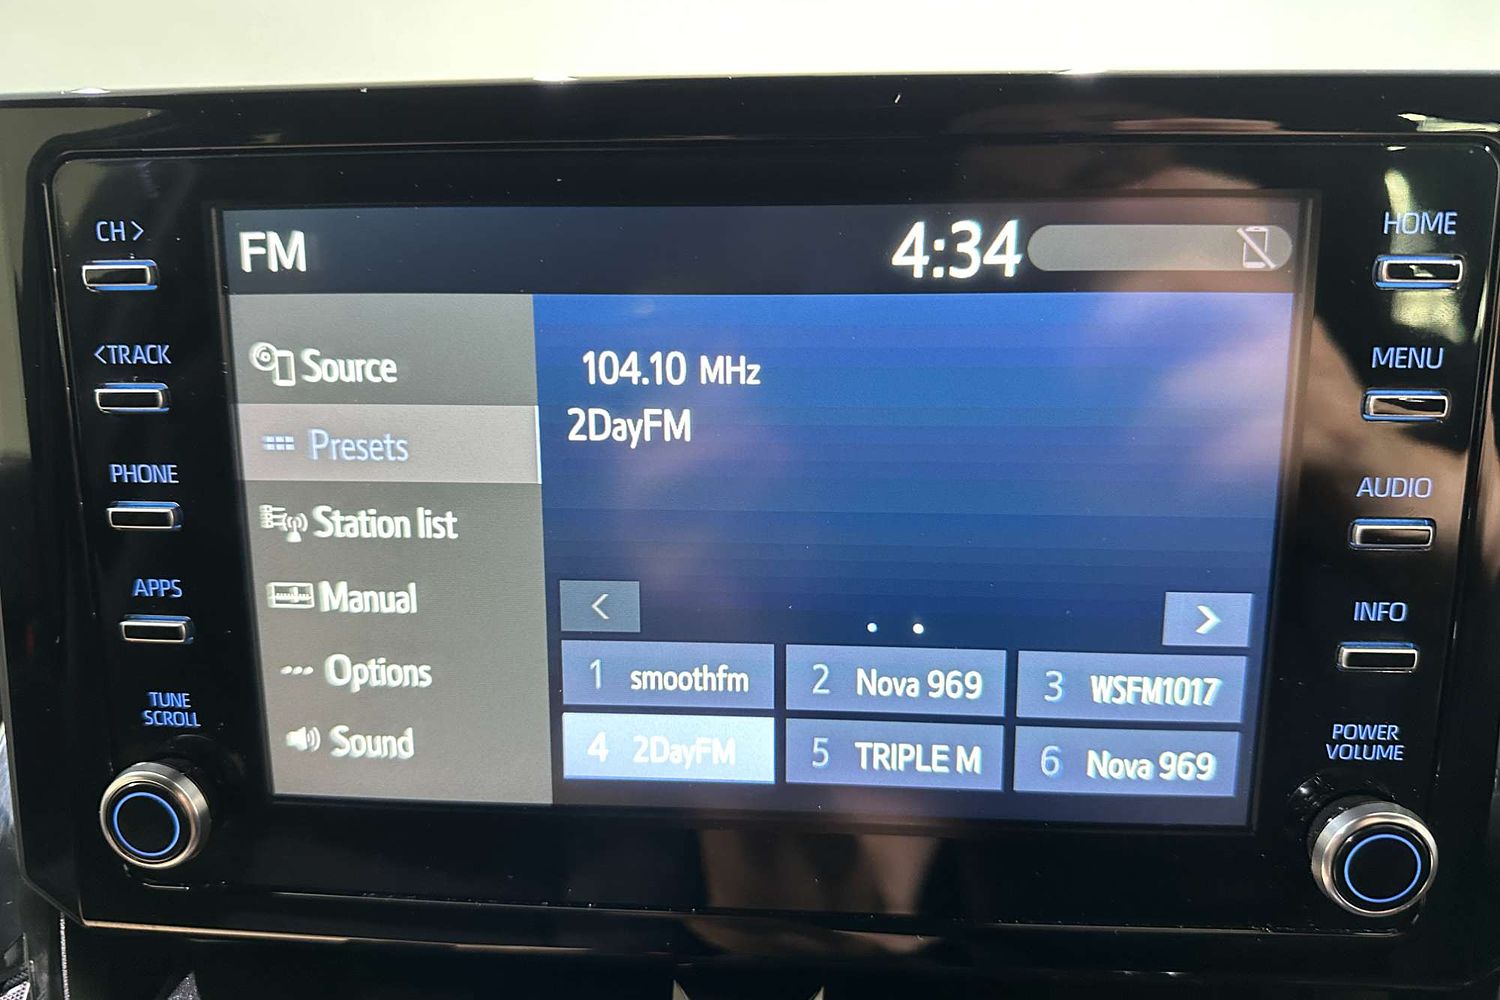 CH>
<TRACK
PHONE
APPS
TUNE
SCROLL
FM
4:34
Source
Presets
Station list
Manual
Options
Sound
104.10 MHz
2DayFM
<
>
1 smoothfm
2 Nova 969
3 WSFM1017
4 2DayFM
5 TRIPLE M
6 Nova 969
HOME
MENU
AUDIO
INFO
POWER
VOLUME